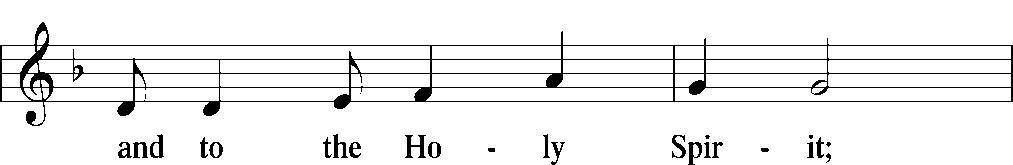 and to the Ho - ly Spir - it;